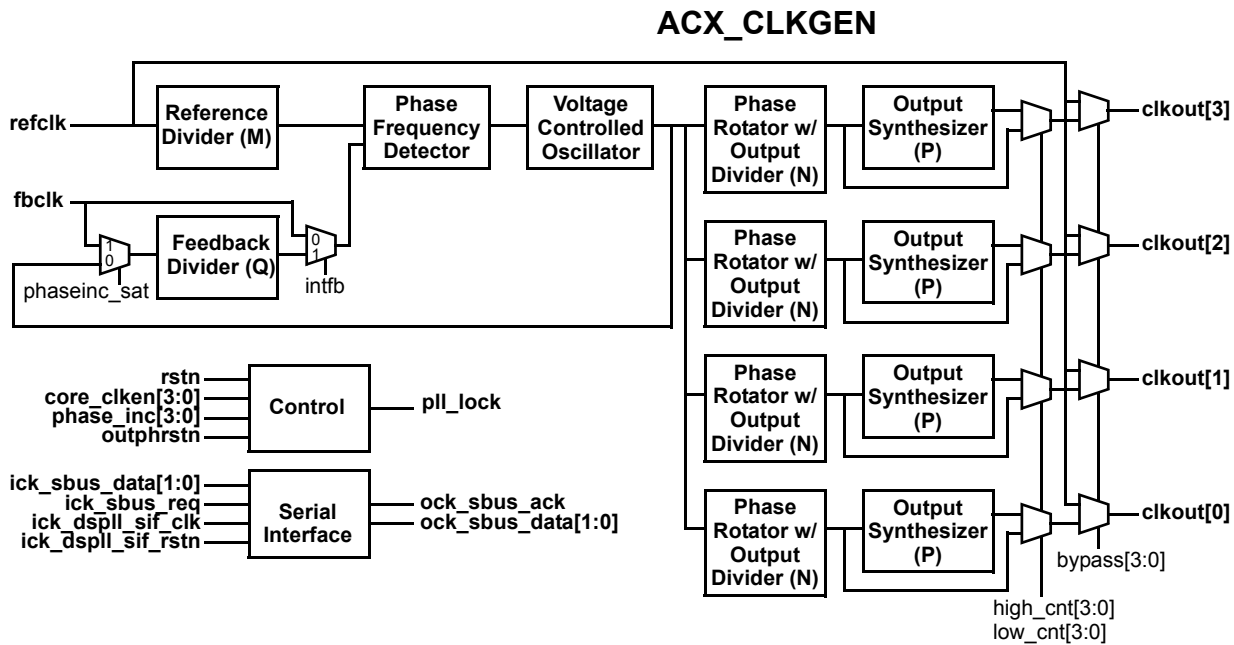 ACX_CLKGEN
refclk
Reference
Divider (M)
Phase
Frequency
Detector
Voltage
Controlled
Oscillator
Phase
Rotator w/
Output
Divider (N)
Output
Synthesizer
(P)
clkout[3]
fbclk
1
0
phaseinc_sat
Feedback
Divider (Q)
0
1
intfb
Phase
Rotator w/
Output
Divider (N)
Output
Synthesizer
(P)
clkout[2]
rstn
core_clken[3:0]
phase_inc[3:0]
outphrstn
Control
pll_lock
Phase
Rotator w/
Output
Divider (N)
Output
Synthesizer
(P)
clkout[1]
ick_sbus_data[1:0]
ick_sbus_req
ick_dspll_sif_clk
ick_dspll_sif_rstn
Serial
Interface
ock_sbus_ack
ock_sbus_data[1:0]
Phase
Rotator w/
Output
Divider (N)
Output
Synthesizer
(P)
clkout[0]
bypass[3:0]
high_cnt[3:0]
low_cnt[3:0]